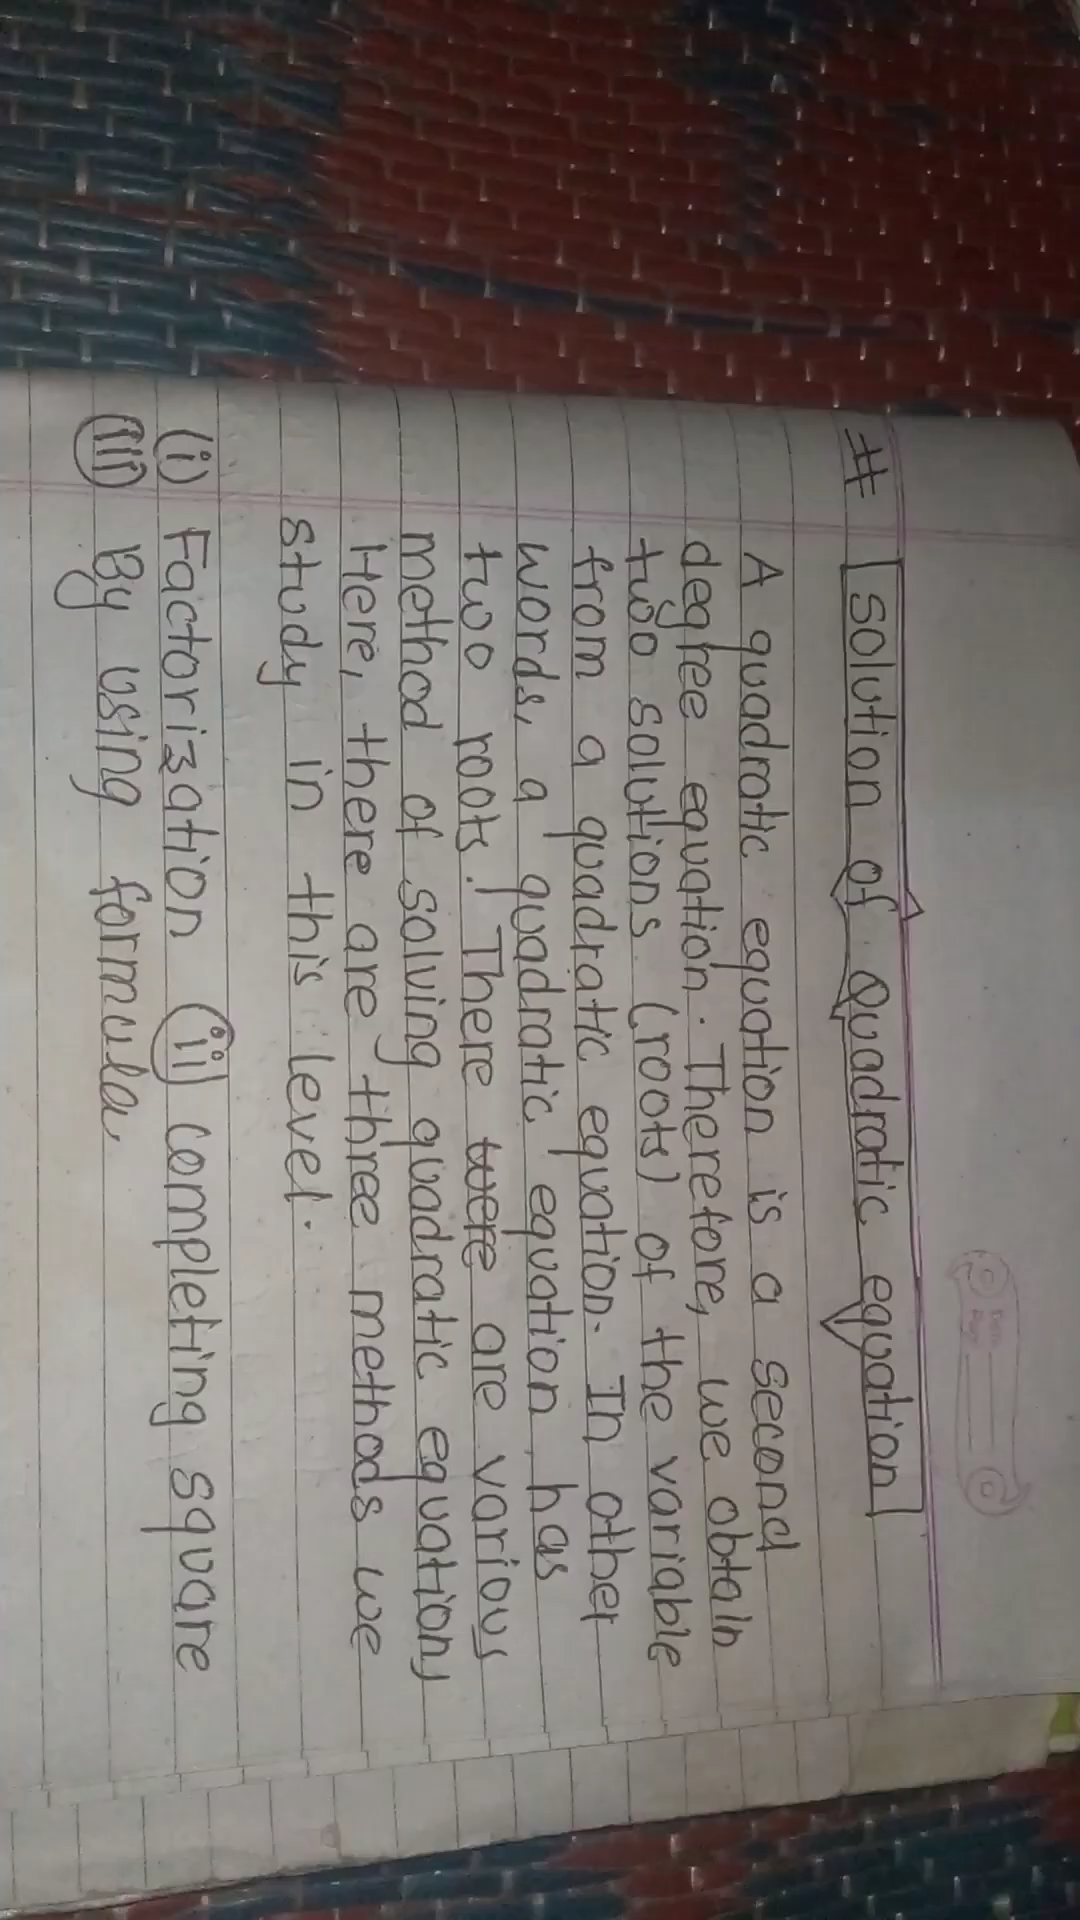 # Solution of Quadratic equation
A quadratic equation is a second
degree equation. Therefore, we obtain
two solutions (roots) of the variable
from a quadratic equation. In other
words, a quadratic equation has
two roots. There were are various
method of solving quadratic equations
Here, there are three methods we
study in this level.
(i) Factorization (ii) completing square
(iii) By using formula